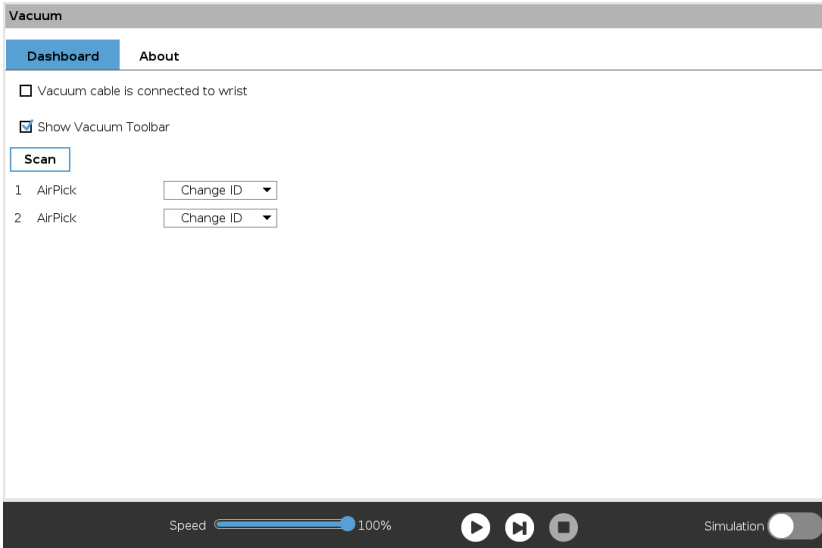 Vacuum
Dashboard About
Vacuum cable is connected to wrist
Show Vacuum Toolbar
Scan
1 AirPick Change ID
2 AirPick Change ID
Speed 100% Simulation